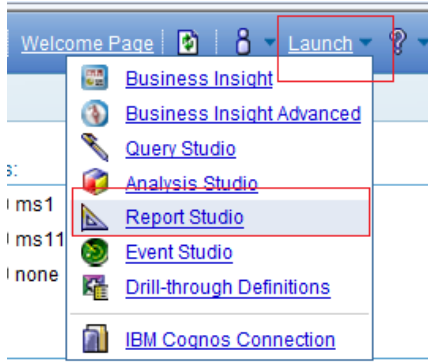 Welcome Page Launch
Business Insight
Business Insight Advanced
Query Studio
s:
Analysis Studio
ms1
Report Studio
ms11
Event Studio
none
Drill-through Definitions
IBM Cognos Connection